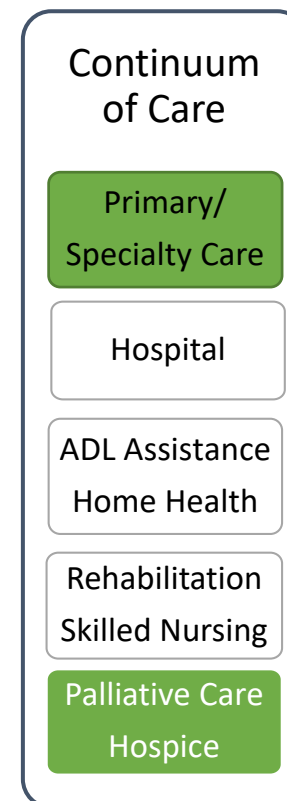 Continuum
of Care
Primary/
Specialty Care
Hospital
ADL Assistance
Home Health
Rehabilitation
Skilled Nursing
Palliative Care
Hospice